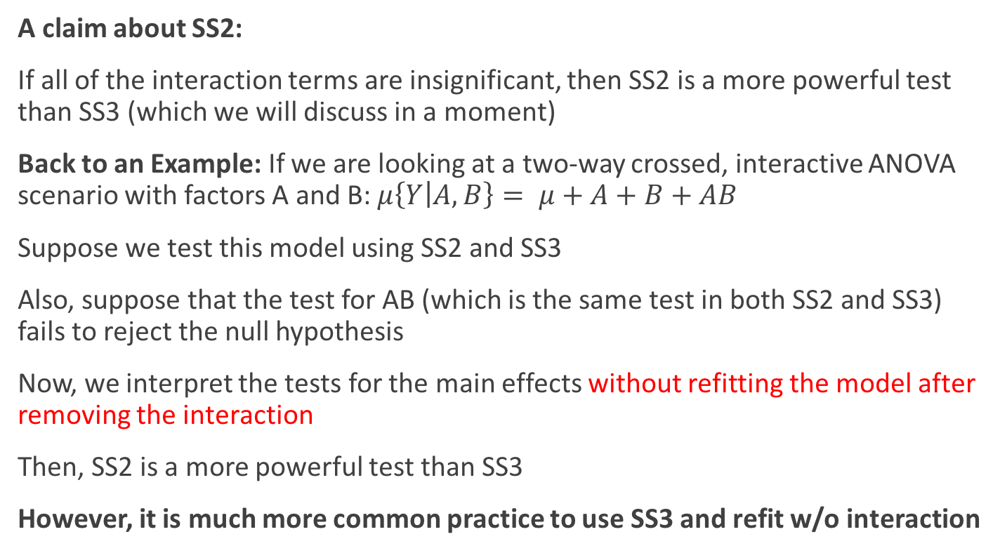 A claim about SS2:
If all of the interaction terms are insignificant, then SS2 is a more powerful test
than SS3 (which we will discuss in a moment)
Back to an Example: If we are looking at a two-way crossed, interactive ANOVA
scenario with factors A and B: μ{Y|A, B} = μ + A + B + AB
Suppose we test this model using SS2 and SS3
Also, suppose that the test for AB (which is the same test in both SS2 and SS3)
fails to reject the null hypothesis
Now, we interpret the tests for the main effects without refitting the model after
removing the interaction
Then, SS2 is a more powerful test than SS3
However, it is much more common practice to use SS3 and refit w/o interaction